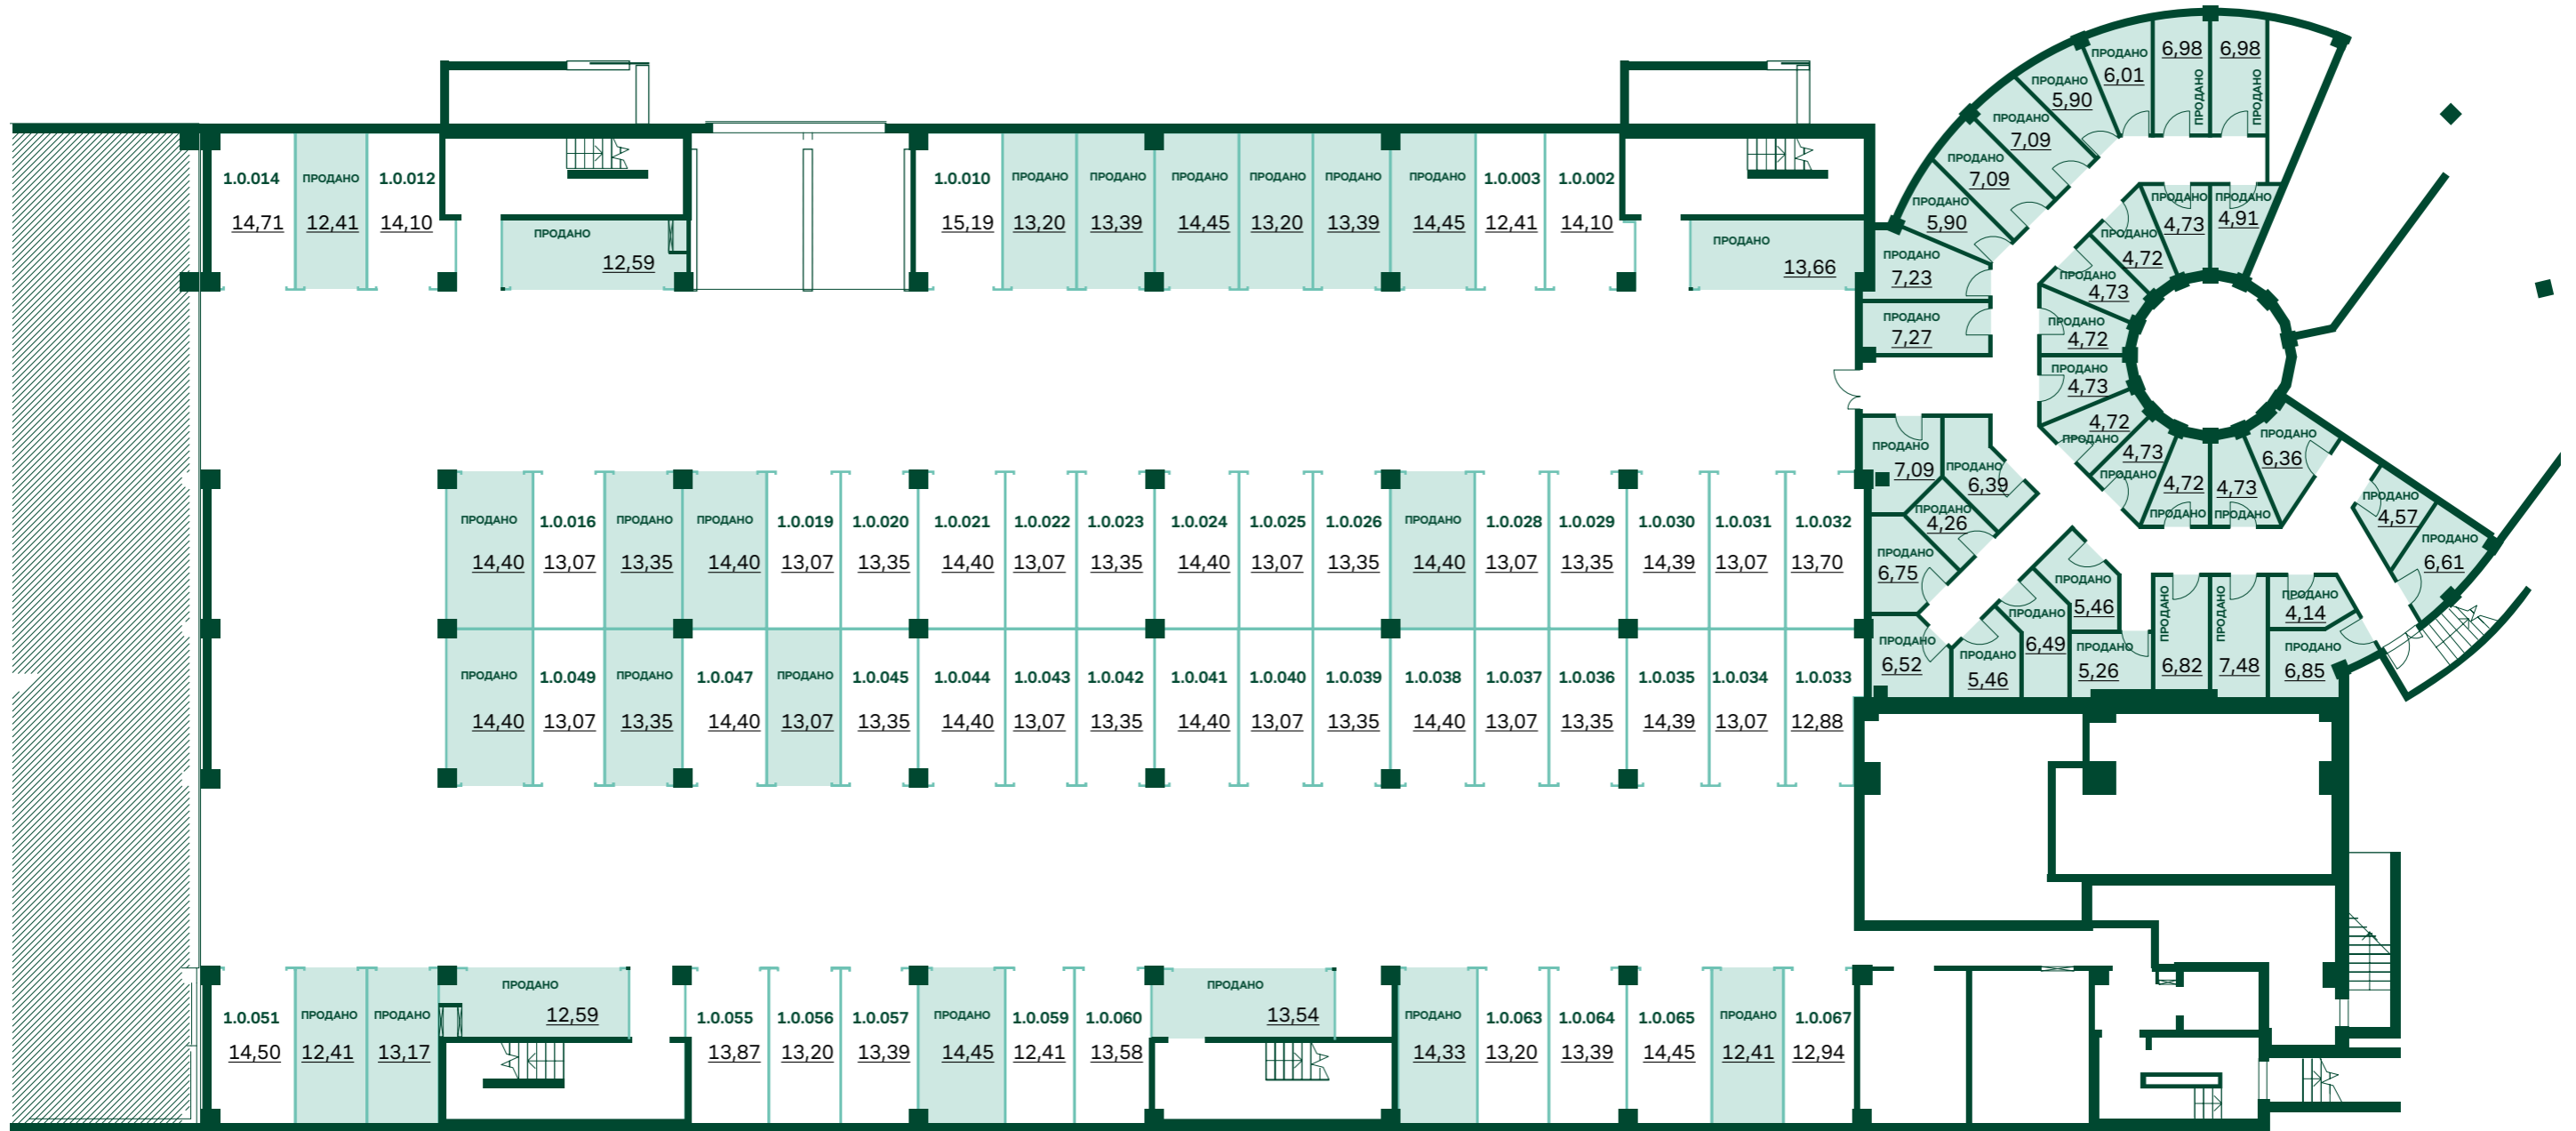 1.0.014 ПРОДАНО 1.0.012
14,71 12,41 14,10
ПРОДАНО
12,59
1.0.010 ПРОДАНО ПРОДАНО ПРОДАНО ПРОДАНО ПРОДАНО ПРОДАНО 1.0.003 1.0.002
15,19 13,20 13,39 14,45 13,20 13,39 14,45 12,41 14,10
ПРОДАНО
13,66
ПРОДАНО 1.0.016 ПРОДАНО ПРОДАНО 1.0.019 1.0.020 1.0.021 1.0.022 1.0.023 1.0.024 1.0.025 1.0.026 ПРОДАНО 1.0.028 1.0.029 1.0.030 1.0.031 1.0.032
14,40 13,07 13,35 14,40 13,07 13,35 14,40 13,07 13,35 14,40 13,07 13,35 14,40 13,07 13,35 14,39 13,07 13,70
ПРОДАНО 1.0.049 ПРОДАНО 1.0.047 ПРОДАНО 1.0.045 1.0.044 1.0.043 1.0.042 1.0.041 1.0.040 1.0.039 1.0.038 1.0.037 1.0.036 1.0.035 1.0.034 1.0.033
14,40 13,07 13,35 14,40 13,07 13,35 14,40 13,07 13,35 14,40 13,07 13,35 14,40 13,07 13,35 14,39 13,07 12,88
1.0.051 ПРОДАНО ПРОДАНО
14,50 12,41 13,17
ПРОДАНО
12,59
1.0.055 1.0.056 1.0.057 ПРОДАНО 1.0.059 1.0.060
13,87 13,20 13,39 14,45 12,41 13,58
ПРОДАНО
13,54
ПРОДАНО 1.0.063 1.0.064 1.0.065 ПРОДАНО 1.0.067
14,33 13,20 13,39 14,45 12,41 12,94
6,98
ПРОДАНО
6,98
ПРОДАНО
ПРОДАНО
6,01
ПРОДАНО
5,90
ПРОДАНО
7,09
ПРОДАНО
7,09
ПРОДАНО
5,90
ПРОДАНО
7,23
ПРОДАНО
7,27
ПРОДАНО
4,91
ПРОДАНО
4,73
ПРОДАНО
4,72
ПРОДАНО
4,73
ПРОДАНО
4,72
ПРОДАНО
4,73
4,72
ПРОДАНО
4,73
ПРОДАНО
4,72
ПРОДАНО
4,73
ПРОДАНО
ПРОДАНО
6,36
ПРОДАНО
7,09
ПРОДАНО
6,39
ПРОДАНО
4,26
ПРОДАНО
6,75
ПРОДАНО
6,52
ПРОДАНО
5,46
ПРОДАНО
6,49
ПРОДАНО
5,46
ПРОДАНО
5,26
ПРОДАНО
6,82
ПРОДАНО
7,48
ПРОДАНО
4,14
ПРОДАНО
6,85
ПРОДАНО
4,57
ПРОДАНО
6,61